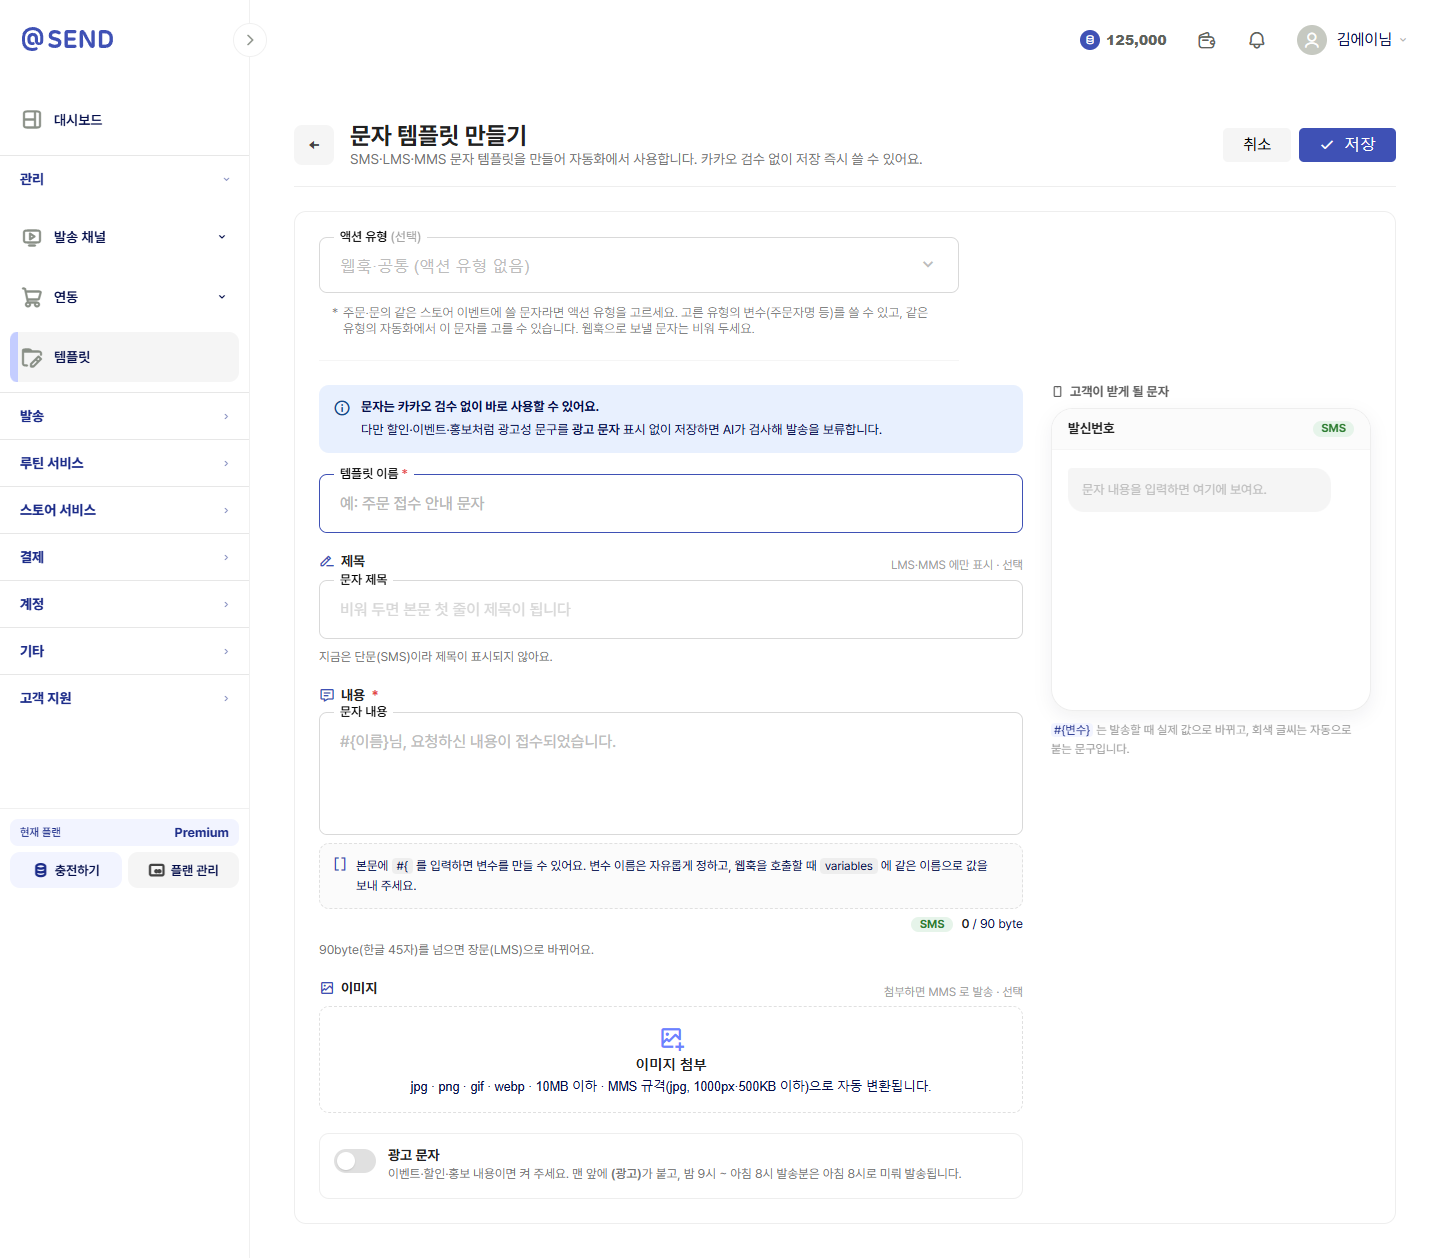 @SEND
125,000
김에이님
대시보드
관리
발송 채널
연동
템플릿
발송
루틴 서비스
스토어 서비스
결제
계정
기타
고객 지원
현재 플랜 Premium
충전하기
플랜 관리
문자 템플릿 만들기
SMS·LMS·MMS 문자 템플릿을 만들어 자동화에서 사용합니다. 카카오 검수 없이 저장 즉시 쓸 수 있어요.
취소
저장
액션 유형 (선택)
웹훅·공통 (액션 유형 없음)
* 주문·문의 같은 스토어 이벤트에 쓸 문자라면 액션 유형을 고르세요. 고른 유형의 변수(주문자명 등)를 쓸 수 있고, 같은
유형의 자동화에서 이 문자를 고를 수 있습니다. 웹훅으로 보낼 문자는 비워 두세요.
문자는 카카오 검수 없이 바로 사용할 수 있어요.
다만 할인·이벤트·홍보처럼 광고성 문구를 광고 문자 표시 없이 저장하면 AI가 검사해 발송을 보류합니다.
템플릿 이름 *
예: 주문 접수 안내 문자
제목
LMS·MMS 에만 표시 · 선택
문자 제목
비워 두면 본문 첫 줄이 제목이 됩니다
지금은 단문(SMS)이라 제목이 표시되지 않아요.
내용 *
문자 내용
#{이름}님, 요청하신 내용이 접수되었습니다.
본문에 #{ 를 입력하면 변수를 만들 수 있어요. 변수 이름은 자유롭게 정하고, 웹훅을 호출할 때 variables 에 같은 이름으로 값을
보내 주세요.
SMS 0 / 90 byte
90byte(한글 45자)를 넘으면 장문(LMS)으로 바뀌어요.
이미지
첨부하면 MMS 로 발송 · 선택
이미지 첨부
jpg · png · gif · webp · 10MB 이하 · MMS 규격(jpg, 1000px·500KB 이하)으로 자동 변환됩니다.
광고 문자
이벤트·할인·홍보 내용이면 켜 주세요. 맨 앞에 (광고)가 붙고, 밤 9시 ~ 아침 8시 발송분은 아침 8시로 미뤄 발송됩니다.
고객이 받게 될 문자
발신번호
SMS
문자 내용을 입력하면 여기에 보여요.
#{변수} 는 발송할 때 실제 값으로 바뀌고, 회색 글씨는 자동으로
붙는 문구입니다.